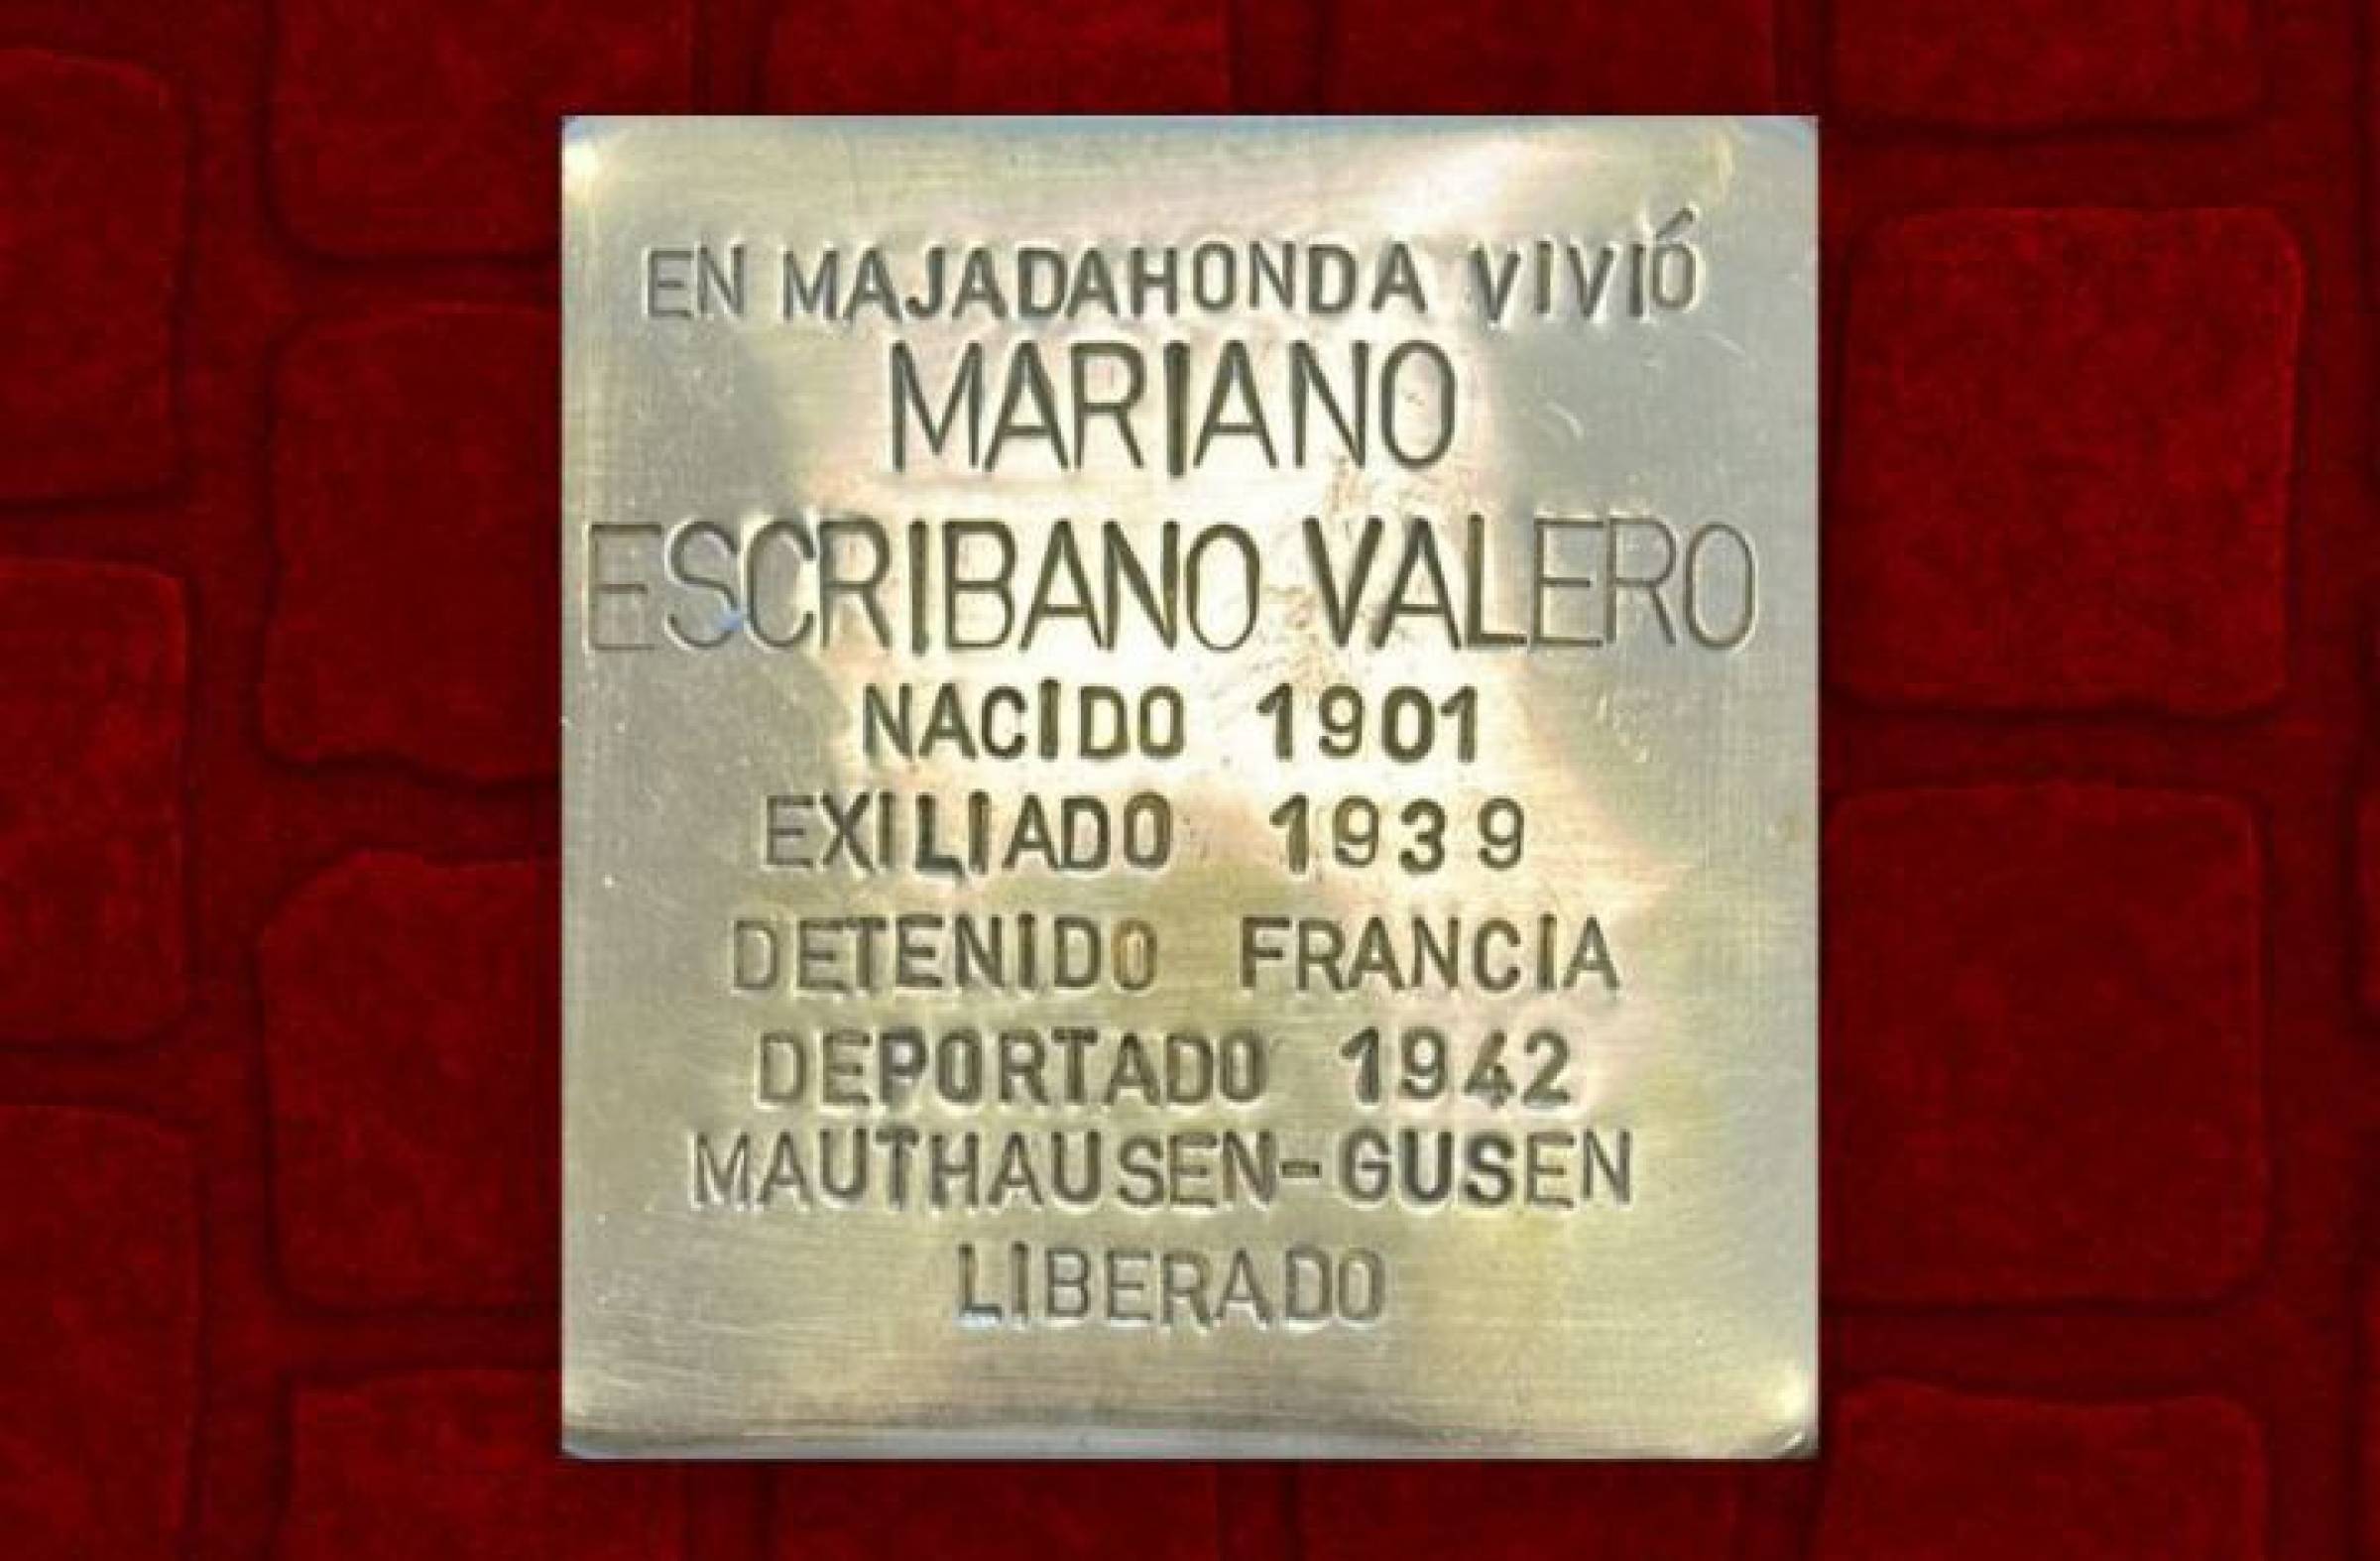 EN MAJADAHONDA VIVIÓ
MARIANO
ESCRIBANO VALERO
NACIDO 1901
EXILIADO 1939
DETENIDO FRANCIA
DEPORTADO 1942
MAUTHAUSEN-GUSEN
LIBERADO